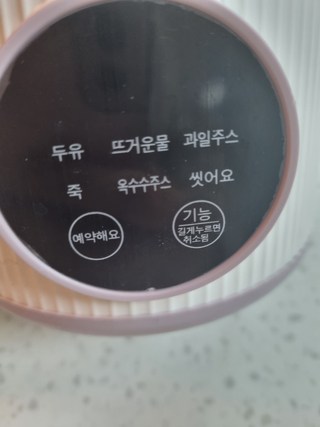 두유 뜨거운물 과일주스
죽 옥수수주스 씻어요
예약해요
기능
길게누르면
취소됨